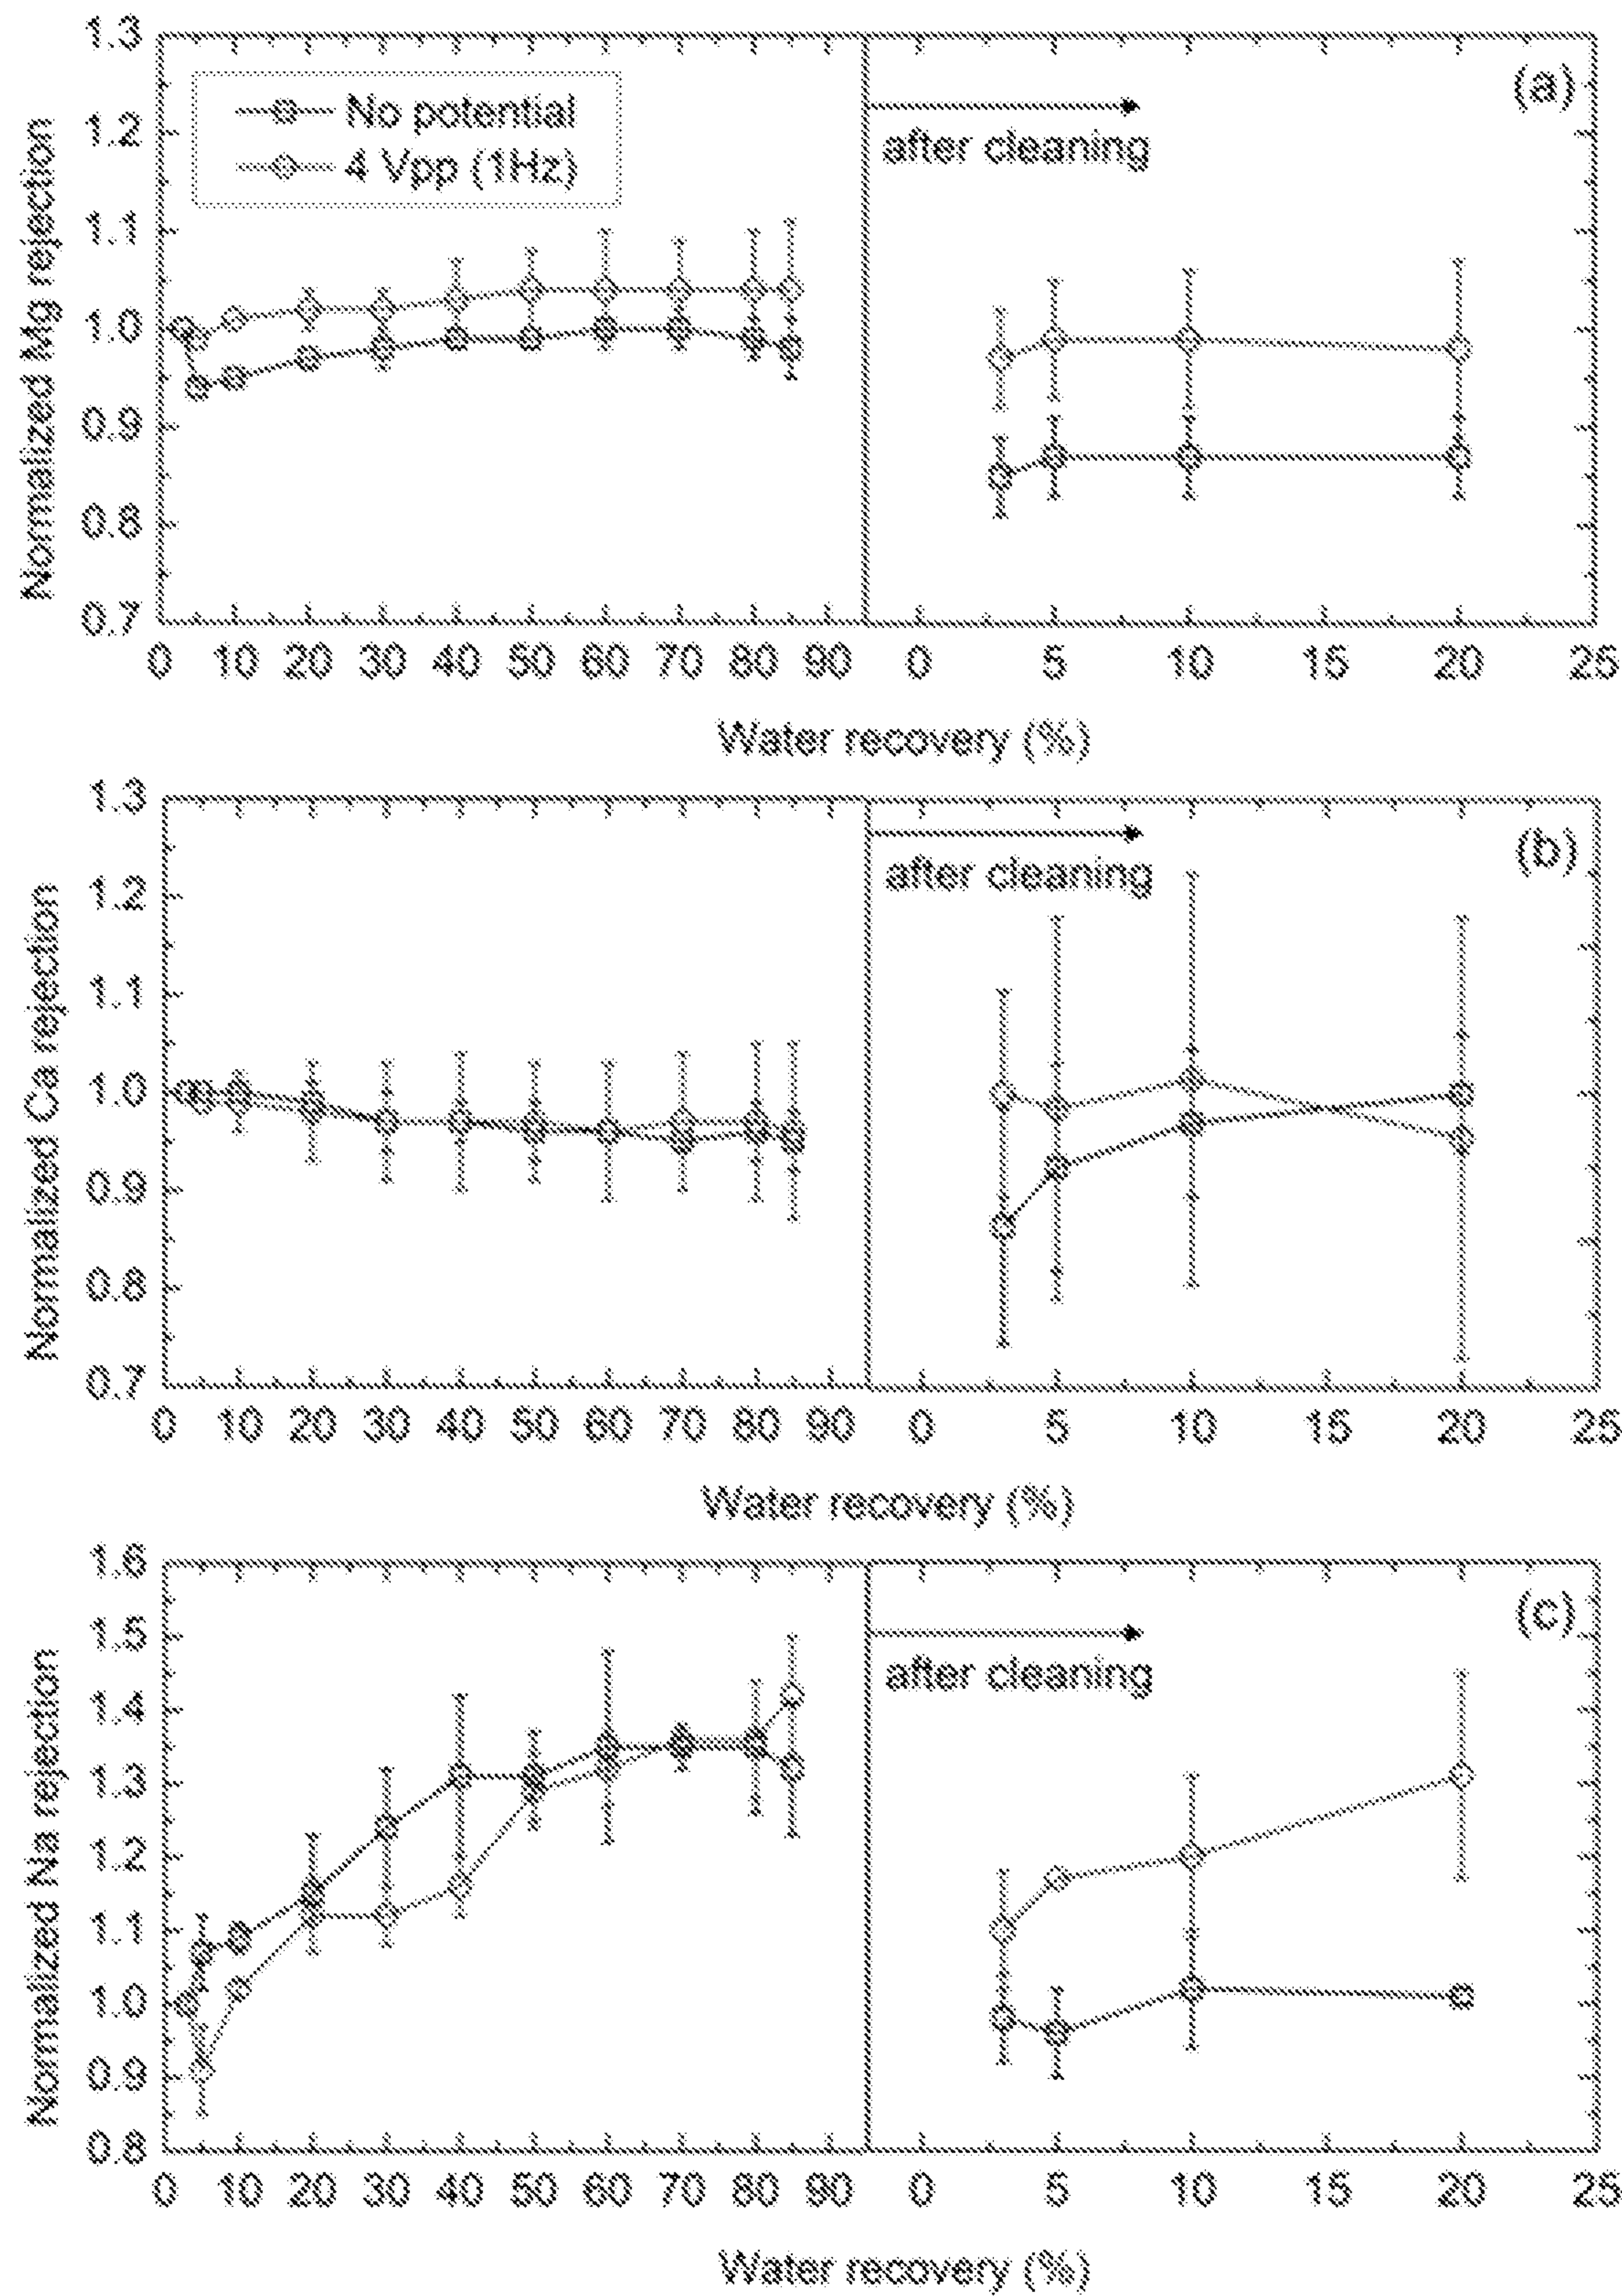 1.3
(a)
No potential
4 Vpp (1Hz)
after cleaning
1.2
1.1
1.0
0.9
0.8
0.7
Normalized Mg rejection
0 10 20 30 40 50 60 70 80 90 0 5 10 15 20 25
Water recovery (%)
1.3
(b)
after cleaning
1.2
1.1
1.0
0.9
0.8
0.7
Normalized Ca rejection
0 10 20 30 40 50 60 70 80 90 0 5 10 15 20 25
Water recovery (%)
1.6
(c)
1.5
after cleaning
1.4
1.3
1.2
1.1
1.0
0.9
0.8
Normalized Na rejection
0 10 20 30 40 50 60 70 80 90 0 5 10 15 20 25
Water recovery (%)